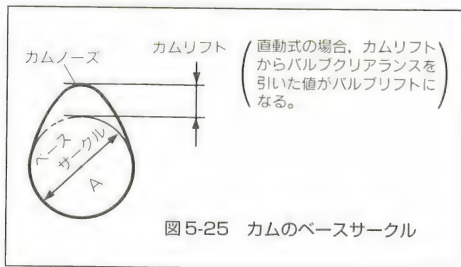 カムノーズ
カムリフト
直動式の場合，カムリフト
からバルブクリアランスを
引いた値がバルブリフトに
なる。
ベース
サークル
A
図5-25 カムのベースサークル